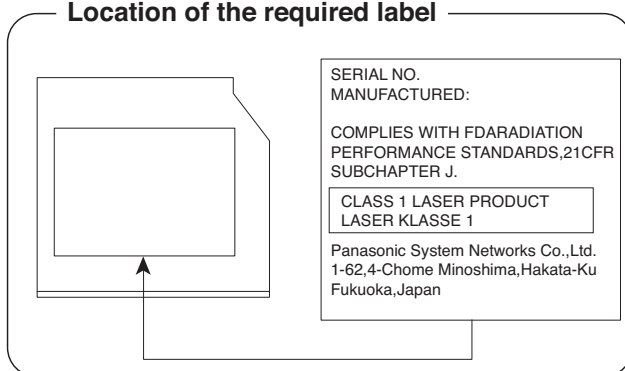 Location of the required label
SERIAL NO.
MANUFACTURED:
COMPLIES WITH FDARADIATION
PERFORMANCE STANDARDS,21CFR
SUBCHAPTER J.
CLASS 1 LASER PRODUCT
LASER KLASSE 1
Panasonic System Networks Co.,Ltd.
1-62,4-Chome Minoshima,Hakata-Ku
Fukuoka,Japan